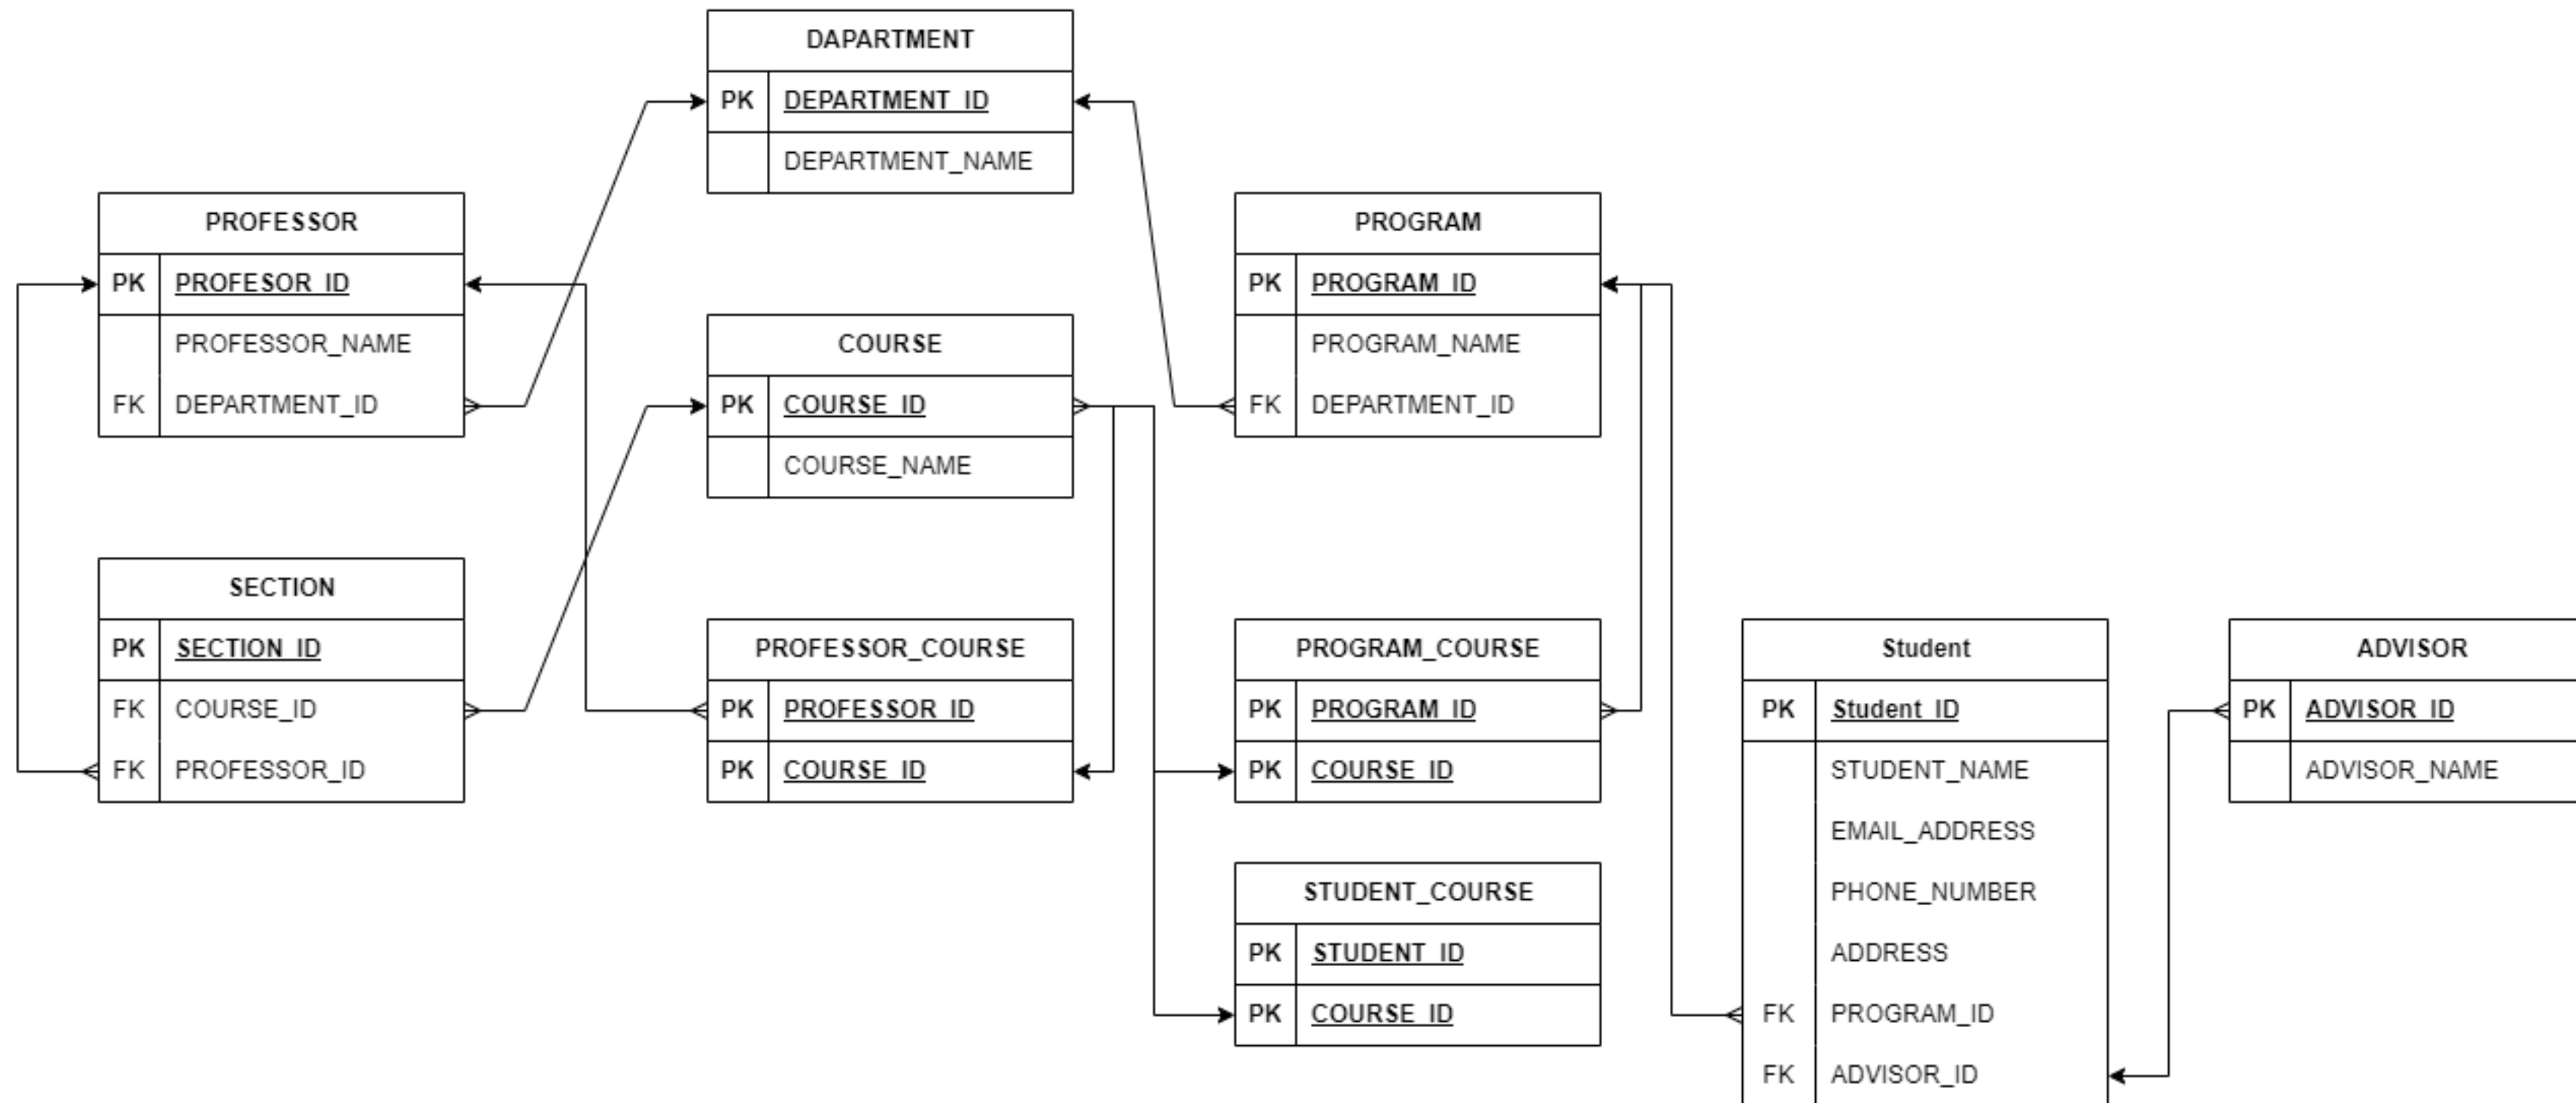 DAPARTMENT
PK DEPARTMENT_ID
DEPARTMENT_NAME
PROFESSOR
PK PROFESOR_ID
PROFESSOR_NAME
FK DEPARTMENT_ID
COURSE
PK COURSE_ID
COURSE_NAME
PROGRAM
PK PROGRAM_ID
PROGRAM_NAME
FK DEPARTMENT_ID
SECTION
PK SECTION_ID
FK COURSE_ID
FK PROFESSOR_ID
PROFESSOR_COURSE
PK PROFESSOR_ID
PK COURSE_ID
PROGRAM_COURSE
PK PROGRAM_ID
PK COURSE_ID
STUDENT_COURSE
PK STUDENT_ID
PK COURSE_ID
Student
PK Student_ID
STUDENT_NAME
EMAIL_ADDRESS
PHONE_NUMBER
ADDRESS
FK PROGRAM_ID
FK ADVISOR_ID
ADVISOR
PK ADVISOR_ID
ADVISOR_NAME